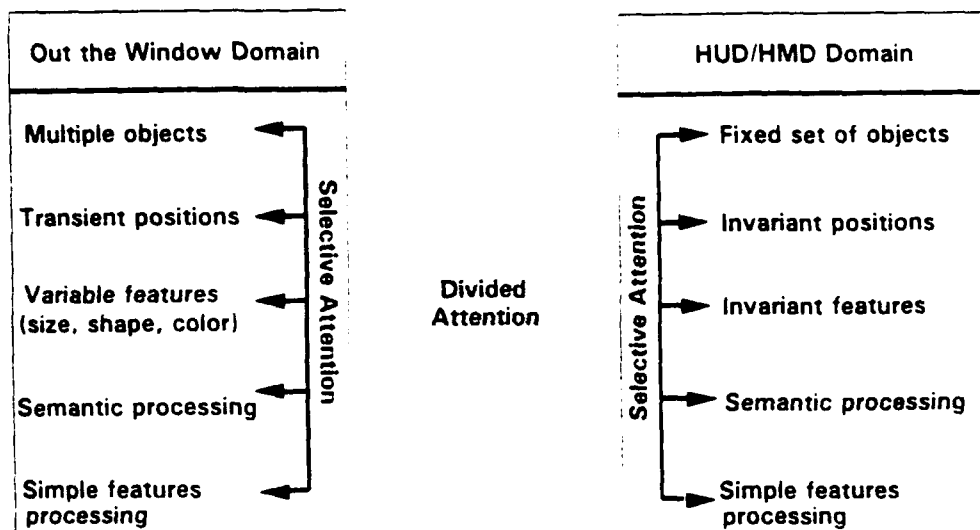 Out the Window Domain
Multiple objects
Transient positions
Variable features
(size, shape, color)
Semantic processing
Simple features
processing
Selective Attention
Divided
Attention
HUD/HMD Domain
Selective Attention
Fixed set of objects
Invariant positions
Invariant features
Semantic processing
Simple features
processing